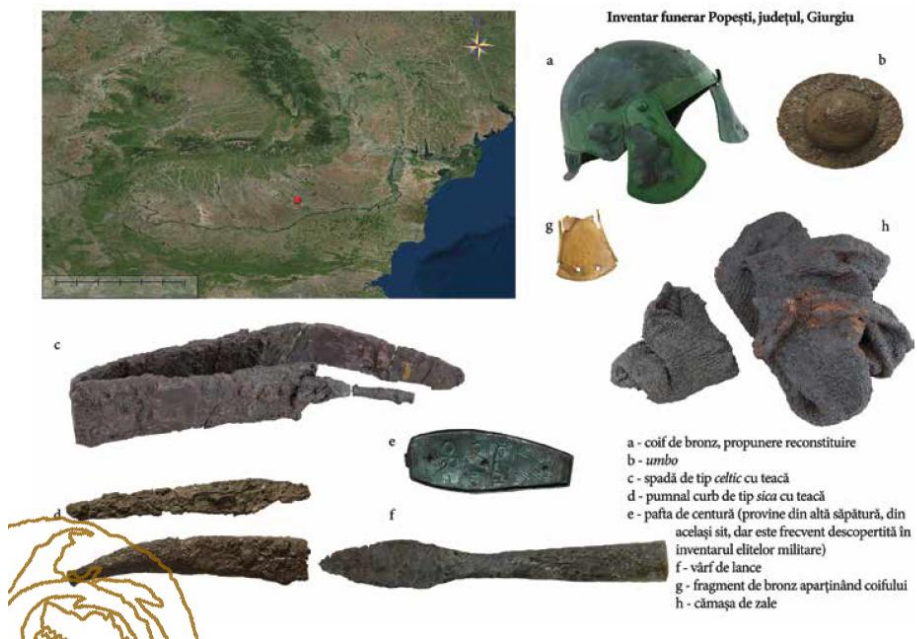 Inventar funerar Popești, județul, Giurgiu
a
b
g
h
c
e
d
f
a - coif de bronz, propunere reconstituire
b - umbo
c - spadă de tip celtic cu teacă
d - pumnal curb de tip sica cu teacă
e - pafta de centură (provine din altă săpătură, din
același sit, dar este frecvent descoperită în
inventarul elitelor militare)
f - vârf de lance
g - fragment de bronz aparținând coifului
h - cămașa de zale